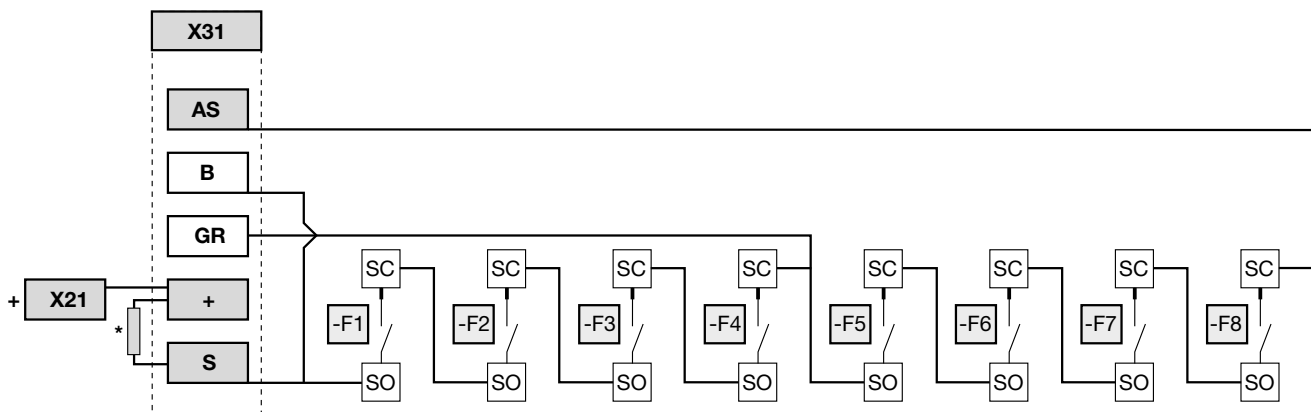 X31
AS
B
GR
SC SC SC SC SC SC SC SC
+ X21 +
*
-F1 -F2 -F3 -F4 -F5 -F6 -F7 -F8
S
SO SO SO SO SO SO SO SO